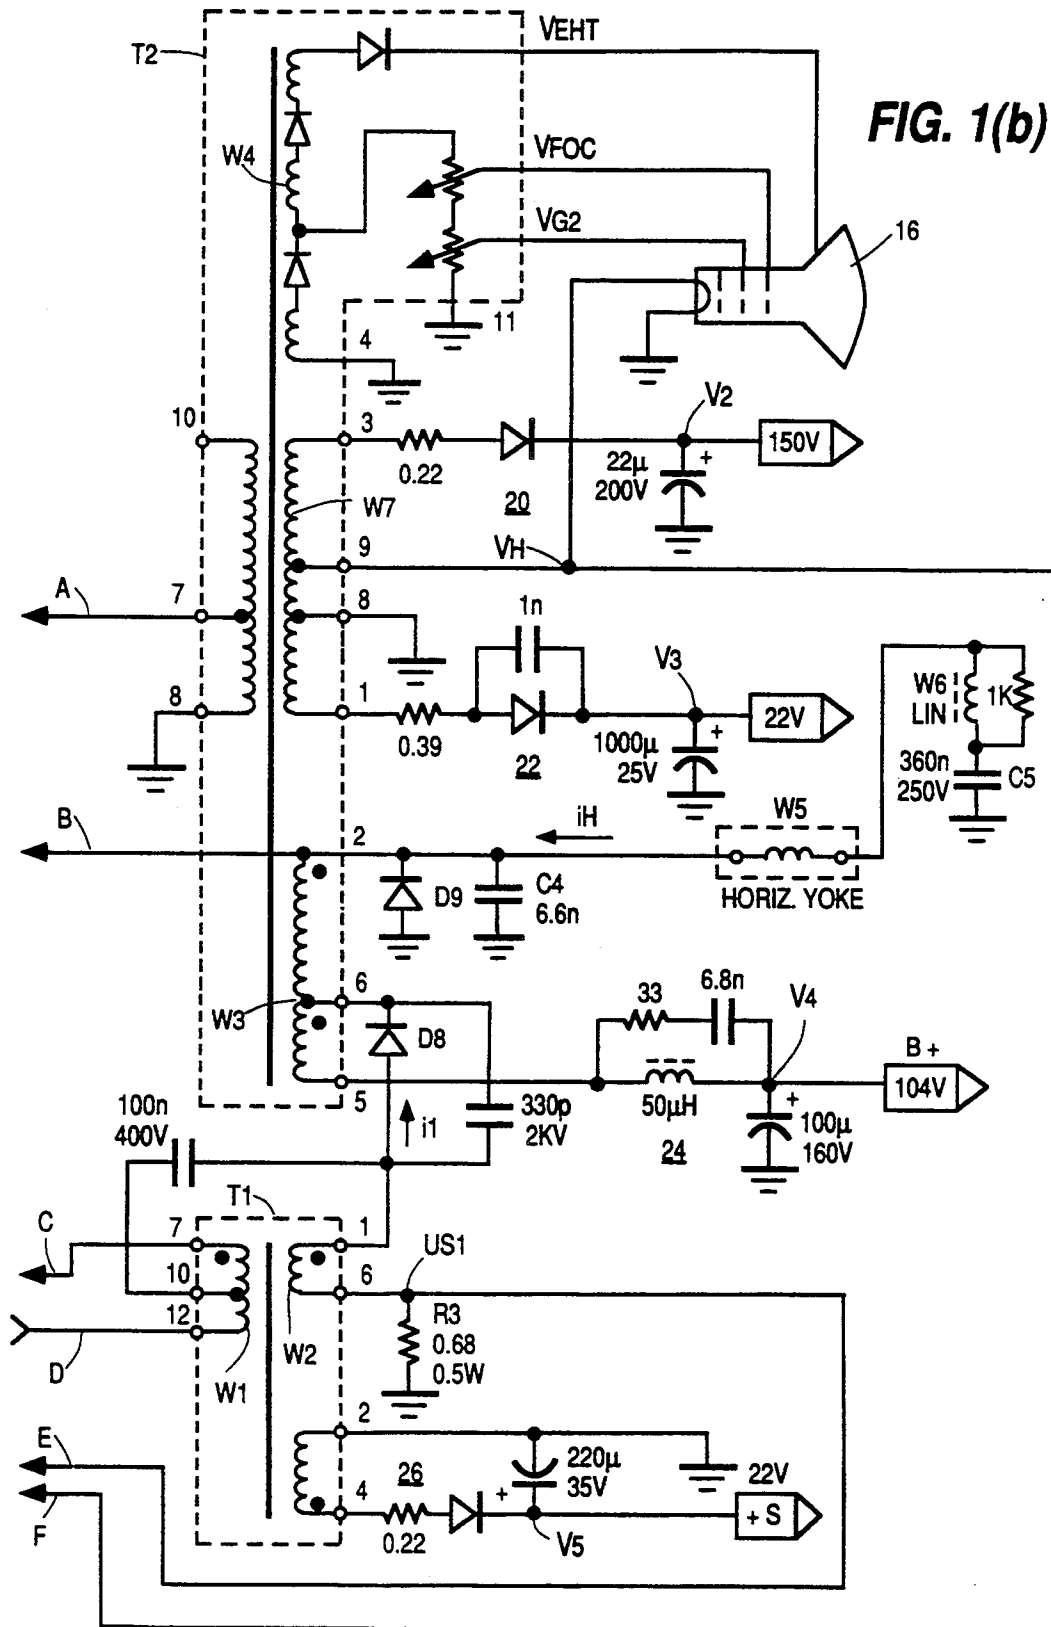 VEHT
T2
FIG. 1(b)
W4
VFOC
VG2
16
11
4
10
3
V2
150V
0.22
22µ
200V
+
20
W7
9
VH
A
7
8
1n
V3
8
1
0.39
22
1000µ
25V
+
22V
W6
LIN
1K
360n
250V
C5
B
2
iH
W5
D9
C4
6.6n
HORIZ. YOKE
6
W3
D8
33
6.8n
V4
B +
104V
5
i1
330p
2KV
50µH
24
+
100µ
160V
100n
400V
T1
C
7
1
US1
10
6
12
R3
0.68
0.5W
D
W1
W2
2
E
26
220µ
35V
22V
4
+
+ S
F
0.22
V5